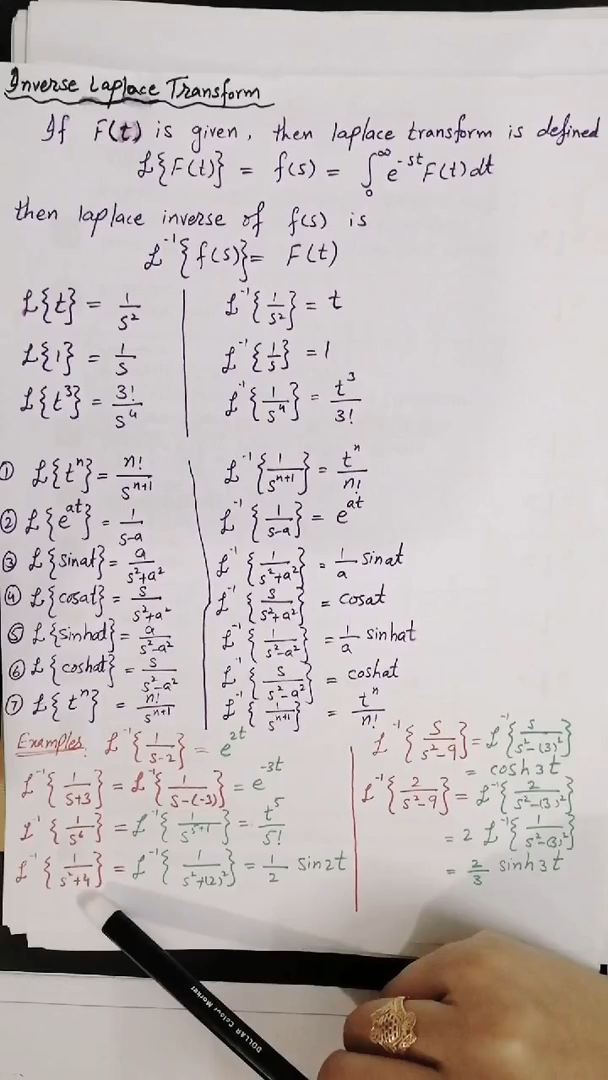 Inverse Laplace Transform
If F(t) is given, then laplace transform is defined
ℒ{F(t)} = f(s) = ∫₀^∞ e^-st F(t) dt
then laplace inverse of f(s) is
ℒ⁻¹{f(s)} = F(t)
ℒ{t} = 1/s² | ℒ⁻¹{1/s²} = t
ℒ{1} = 1/s | ℒ⁻¹{1/s} = 1
ℒ{t³} = 3!/s⁴ | ℒ⁻¹{1/s⁴} = t³/3!
① ℒ{tⁿ} = n!/sⁿ⁺¹ | ℒ⁻¹{1/sⁿ⁺¹} = tⁿ/n!
② ℒ{e^at} = 1/s-a | ℒ⁻¹{1/s-a} = e^at
③ ℒ{sinat} = a/s²+a² | ℒ⁻¹{1/s²+a²} = 1/a sinat
④ ℒ{cosat} = s/s²+a² | ℒ⁻¹{s/s²+a²} = cosat
⑤ ℒ{sinhat} = a/s²-a² | ℒ⁻¹{1/s²-a²} = 1/a sinhat
⑥ ℒ{coshat} = s/s²-a² | ℒ⁻¹{s/s²-a²} = coshat
⑦ ℒ{tⁿ} = n!/sⁿ⁺¹ | ℒ⁻¹{1/sⁿ⁺¹} = tⁿ/n!
Examples. ℒ⁻¹{1/s-2} = e^2t
ℒ⁻¹{1/s+3} = ℒ⁻¹{1/s-(-3)} = e^-3t
ℒ⁻¹{1/s⁶} = ℒ⁻¹{1/s⁵⁺¹} = t⁵/5!
ℒ⁻¹{1/s²+4} = ℒ⁻¹{1/s²+(2)²} = 1/2 sin2t
ℒ⁻¹{s/s²-9} = ℒ⁻¹{s/s²-(3)²}
= cosh3t
ℒ⁻¹{2/s²-9} = ℒ⁻¹{2/s²-(3)²}
= 2 ℒ⁻¹{1/s²-(3)²}
= 2/3 sinh3t
DOLLAR Colour Marker